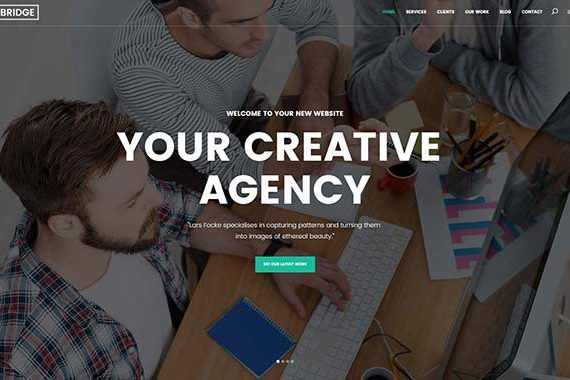 BRIDGE
HOME SERVICES CLIENTS OUR WORK BLOG CONTACT
WELCOME TO YOUR NEW WEBSITE
YOUR CREATIVE
AGENCY
"Lars Focke specialises in capturing patterns and turning them
into images of ethereal beauty."
SEE OUR LATEST WORK